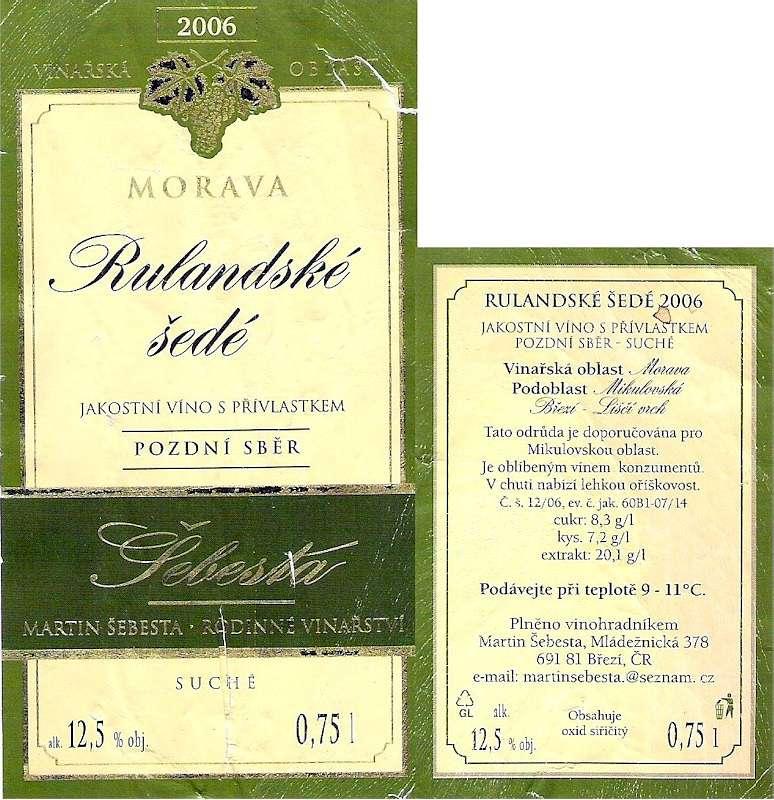 2006
VINAŘSKÁ OBLAST
MORAVA
Rulandské
šedé
JAKOSTNÍ VÍNO S PŘÍVLASTKEM
POZDNÍ SBĚR
Šebesta
MARTIN ŠEBESTA · RODINNÉ VINAŘSTVÍ
SUCHÉ
alk. 12,5 % obj. 0,75 l
RULANDSKÉ ŠEDÉ 2006
JAKOSTNÍ VÍNO S PŘÍVLASTKEM
POZDNÍ SBĚR - SUCHÉ
Vinařská oblast Morava
Podoblast Mikulovská
Březí - Liščí vrch
Tato odrůda je doporučována pro
Mikulovskou oblast.
Je oblíbeným vínem konzumentů.
V chuti nabízí lehkou oříškovost.
Č. š. 12/06, ev. č. jak. 60B1-07/14
cukr: 8,3 g/l
kys. 7,2 g/l
extrakt: 20,1 g/l
Podávejte při teplotě 9 - 11°C.
Plněno vinohradníkem
Martin Šebesta, Mládežnická 378
691 81 Březí, ČR
e-mail: martinsebesta.@seznam. cz
GL
alk.
12,5 % obj.
Obsahuje
oxid siřičitý
0,75 l